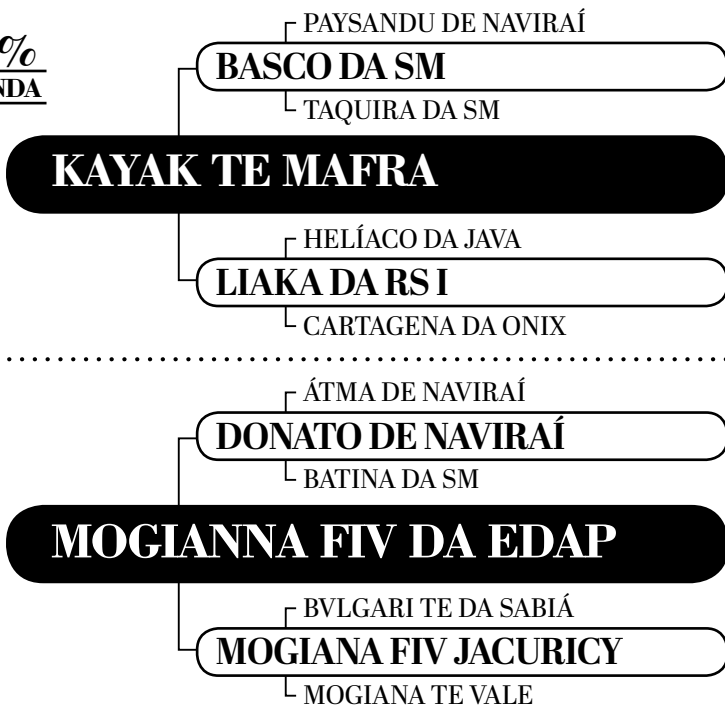 %
NDA
PAYSANDU DE NAVIRAÍ
BASCO DA SM
TAQUIRA DA SM
KAYAK TE MAFRA
HELÍACO DA JAVA
LIAKA DA RS I
CARTAGENA DA ONIX
ÁTMA DE NAVIRAÍ
DONATO DE NAVIRAÍ
BATINA DA SM
MOGIANNA FIV DA EDAP
BVLGARI TE DA SABIÁ
MOGIANA FIV JACURICY
MOGIANA TE VALE